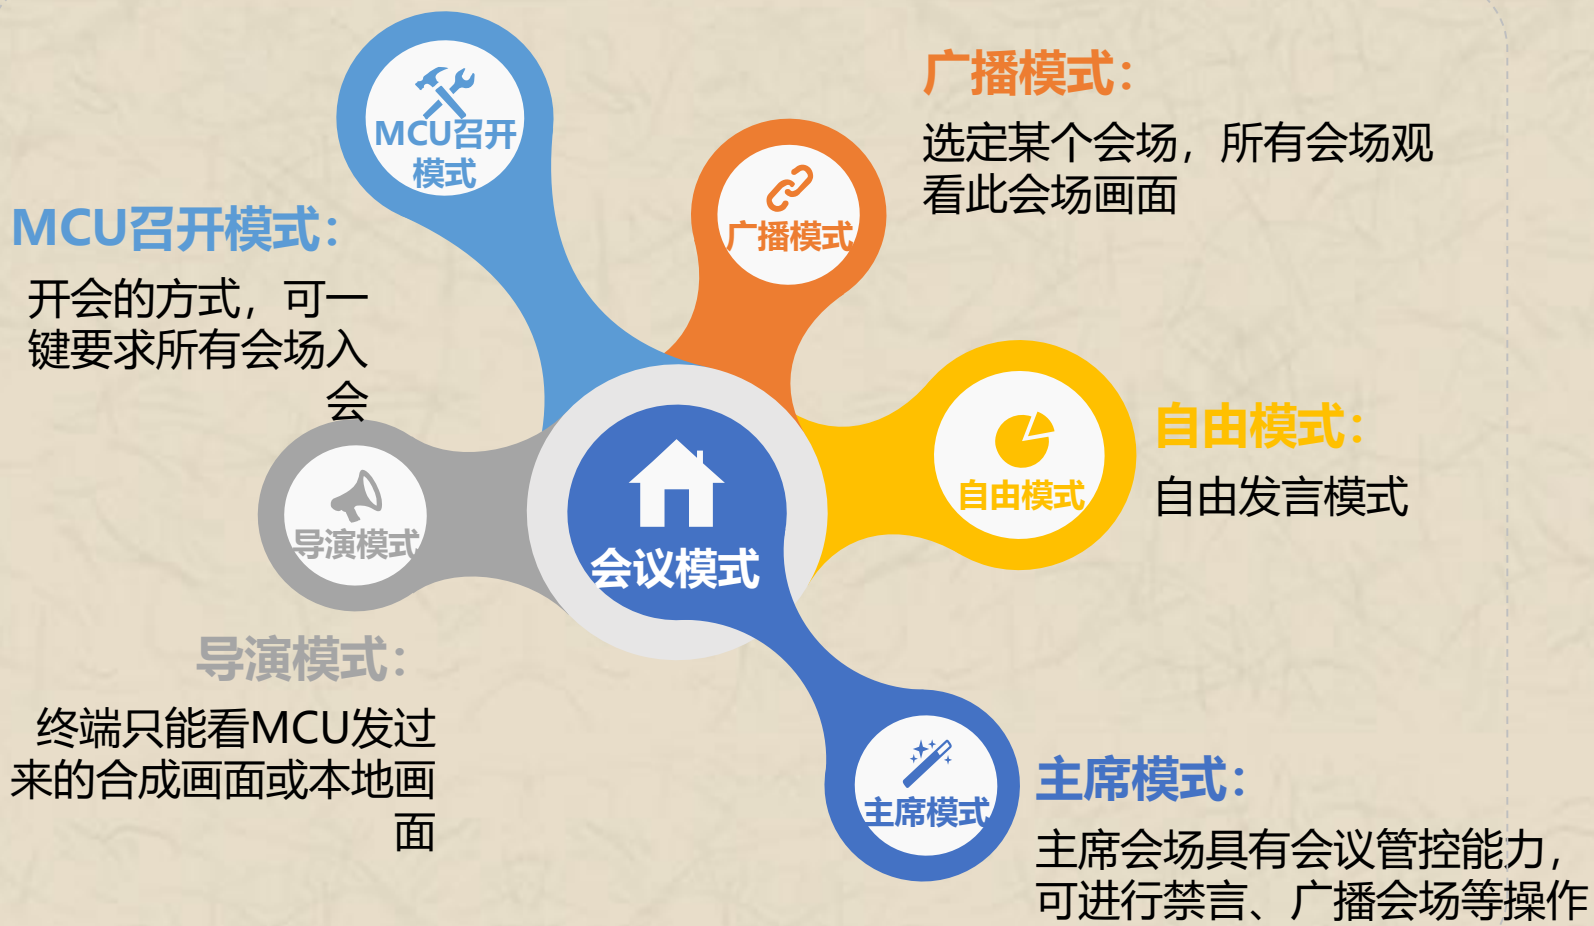 MCU召开
模式
MCU召开模式：
开会的方式，可一
键要求所有会场入
会
广播模式
广播模式：
选定某个会场，所有会场观
看此会场画面
自由模式
自由模式：
自由发言模式
会议模式
导演模式
导演模式：
终端只能看MCU发过
来的合成画面或本地画
面
主席模式
主席模式：
主席会场具有会议管控能力，
可进行禁言、广播会场等操作